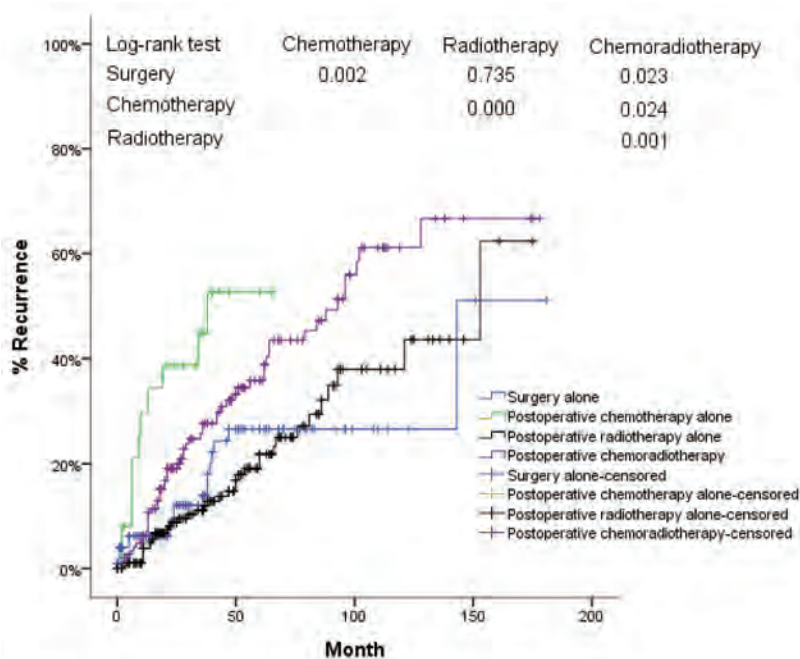 100%
Log-rank test Chemotherapy Radiotherapy Chemoradiotherapy
Surgery 0.002 0.735 0.023
Chemotherapy 0.000 0.024
Radiotherapy 0.001
80%
60%
40%
20%
0%
% Recurrence
Surgery alone
Postoperative chemotherapy alone
Postoperative radiotherapy alone
Postoperative chemoradiotherapy
Surgery alone-censored
Postoperative chemotherapy alone-censored
Postoperative radiotherapy alone-censored
Postoperative chemoradiotherapy-censored
0 50 100 150 200
Month